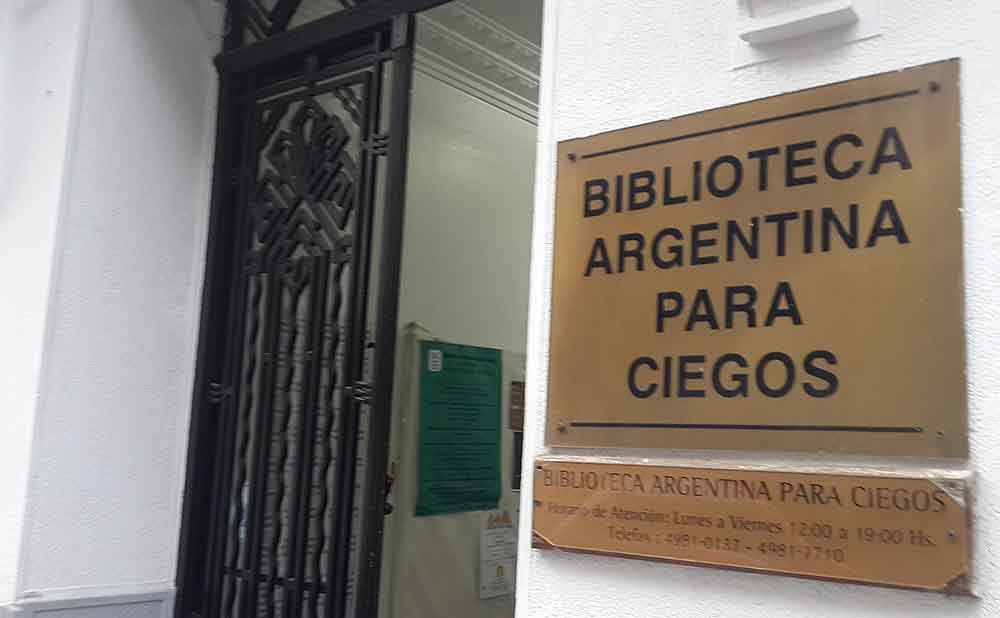 BIBLIOTECA
ARGENTINA
PARA
CIEGOS
BIBLIOTECA ARGENTINA PARA CIEGOS
Horario de Atención: Lunes a Viernes 12:00 a 19:00 Hs.
Telefax : 4981-0137 - 4981-7710